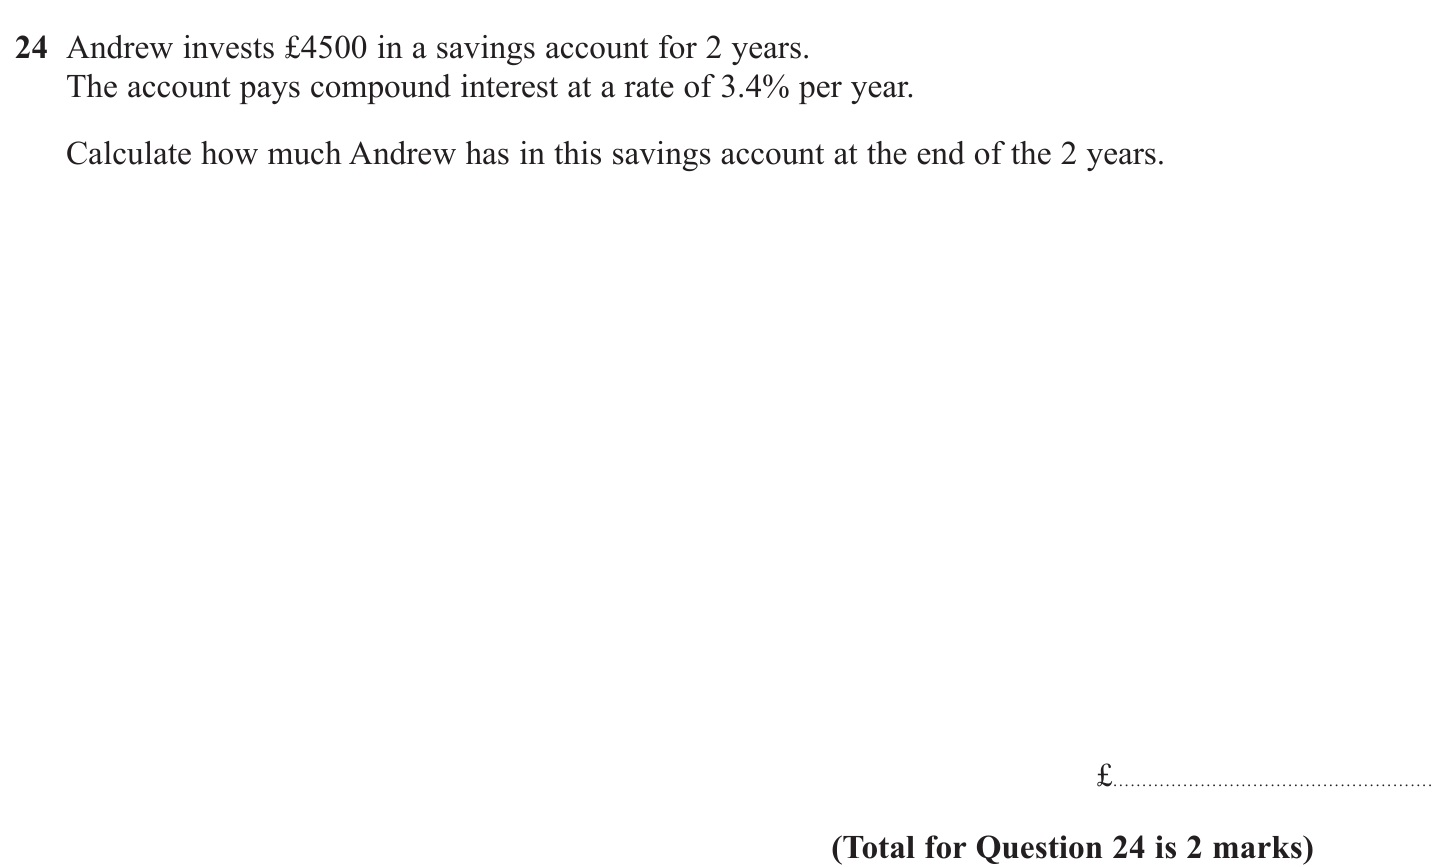 24 Andrew invests £4500 in a savings account for 2 years.
The account pays compound interest at a rate of 3.4% per year.
Calculate how much Andrew has in this savings account at the end of the 2 years.
£.......................................................
(Total for Question 24 is 2 marks)